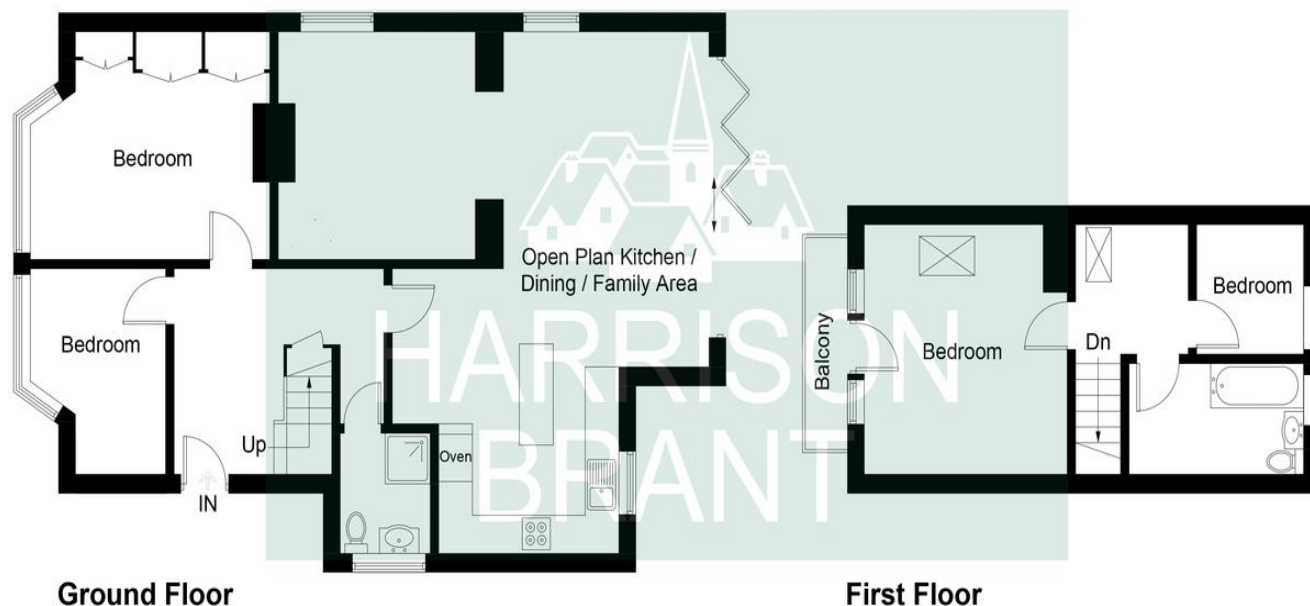 Bedroom
Open Plan Kitchen /
Dining / Family Area
Bedroom
Up
IN
Oven
HARRISON
BRANT
Balcony
Bedroom
Dn
Bedroom
Ground Floor
First Floor